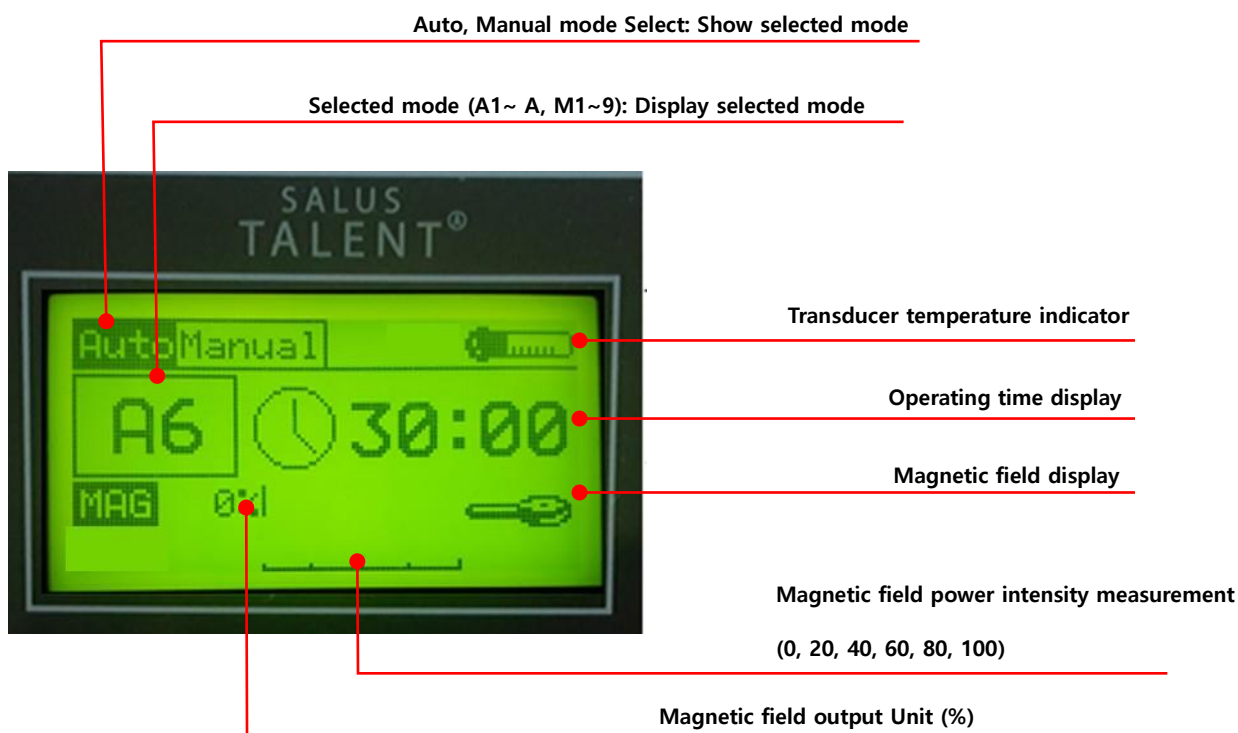 Auto, Manual mode Select: Show selected mode
Selected mode (A1~ A, M1~9): Display selected mode
SALUS
TALENT®
Auto Manual
Transducer temperature indicator
A6 30:00
Operating time display
MAG 0%
Magnetic field display
Magnetic field power intensity measurement
(0, 20, 40, 60, 80, 100)
Magnetic field output Unit (%)